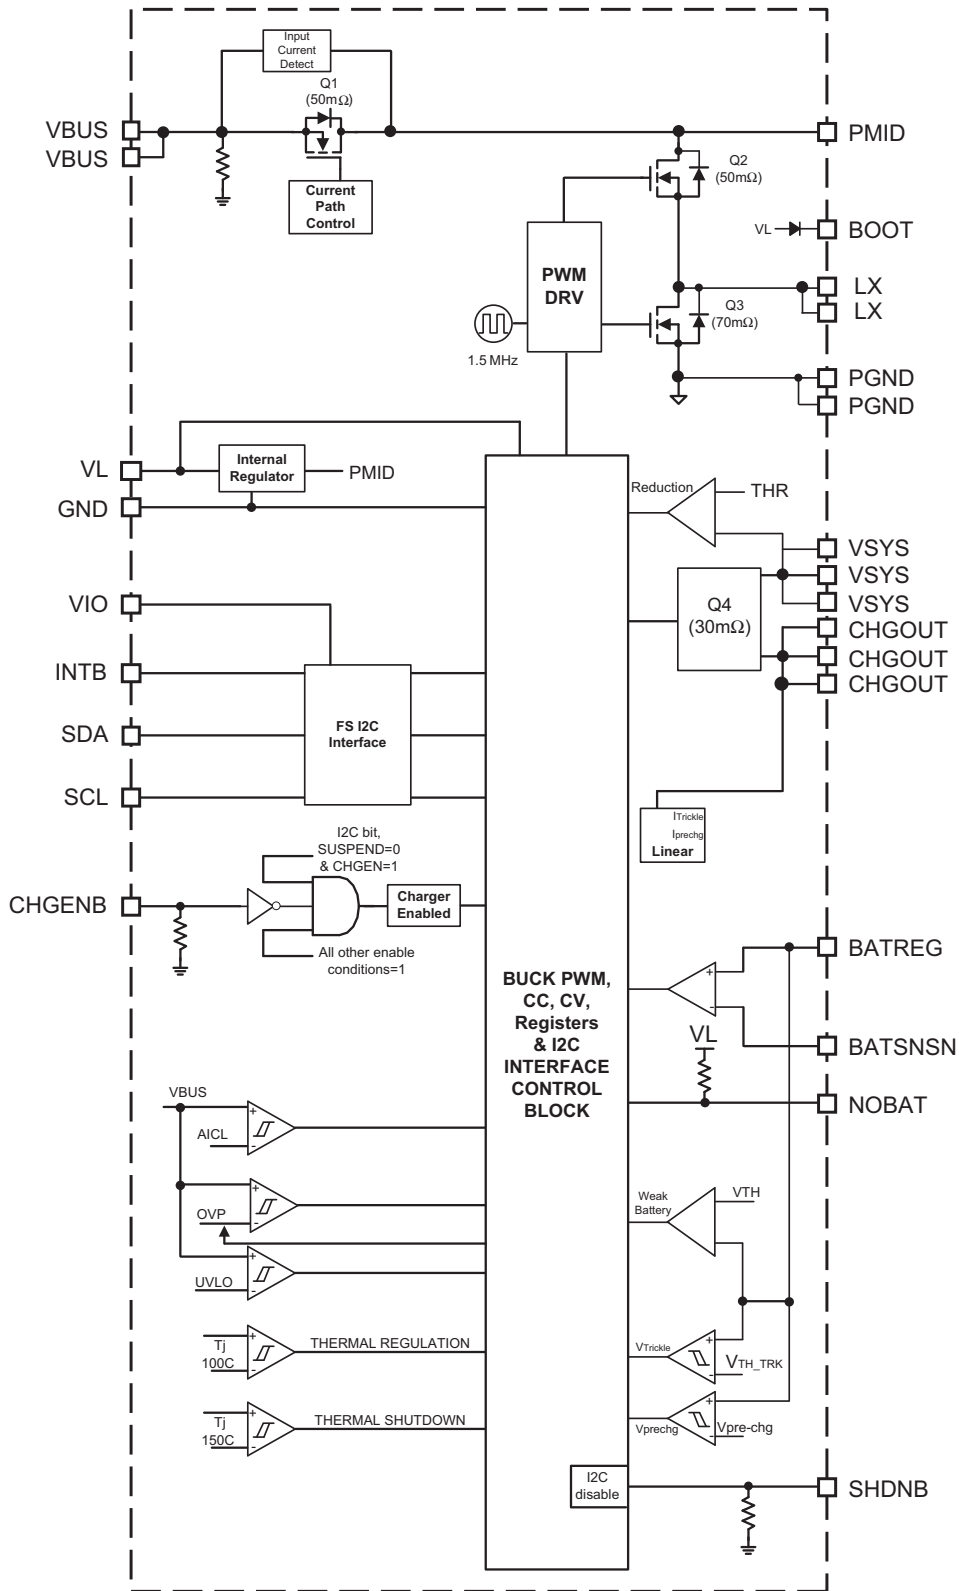 Input
Current
Detect
Q1
(50mΩ)
VBUS
VBUS
PMID
Current
Path
Control
Q2
(50mΩ)
VL
BOOT
PWM
DRV
LX
LX
Q3
(70mΩ)
1.5 MHz
PGND
PGND
VL
Internal
Regulator
PMID
GND
Reduction
THR
VSYS
VSYS
VSYS
Q4
(30mΩ)
CHGOUT
CHGOUT
CHGOUT
VIO
INTB
SDA
SCL
FS I2C
Interface
ITrickle
Iprechg
Linear
I2C bit,
SUSPEND=0
& CHGEN=1
CHGENB
Charger
Enabled
All other enable
conditions=1
BUCK PWM,
CC, CV,
Registers
& I2C
INTERFACE
CONTROL
BLOCK
BATREG
+
-
BATSNSN
VL
NOBAT
VBUS
+
AICL
-
+
OVP
-
+
UVLO
-
Weak
Battery
VTH
+
Tj
100C
-
THERMAL REGULATION
VTrickle
+
VTH_TRK
-
+
Tj
150C
-
THERMAL SHUTDOWN
Vprechg
+
Vpre-chg
-
I2C
disable
SHDNB